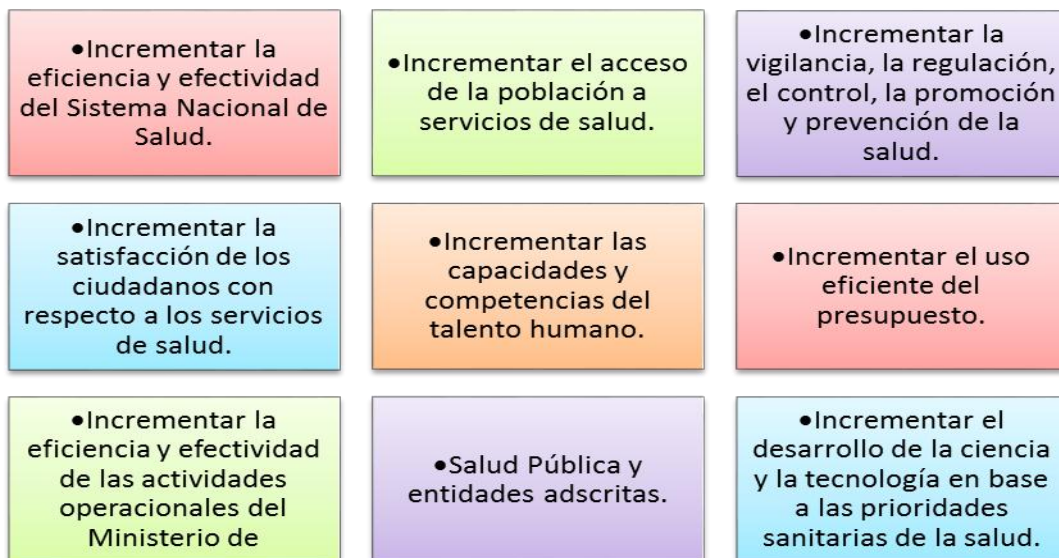 •Incrementar la
eficiencia y efectividad
del Sistema Nacional de
Salud.
•Incrementar el acceso
de la población a
servicios de salud.
•Incrementar la
vigilancia, la regulación,
el control, la promoción
y prevención de la
salud.
•Incrementar la
satisfacción de los
ciudadanos con
respecto a los servicios
de salud.
•Incrementar las
capacidades y
competencias del
talento humano.
•Incrementar el uso
eficiente del
presupuesto.
•Incrementar la
eficiencia y efectividad
de las actividades
operacionales del
Ministerio de
•Salud Pública y
entidades adscritas.
•Incrementar el
desarrollo de la ciencia
y la tecnología en base
a las prioridades
sanitarias de la salud.